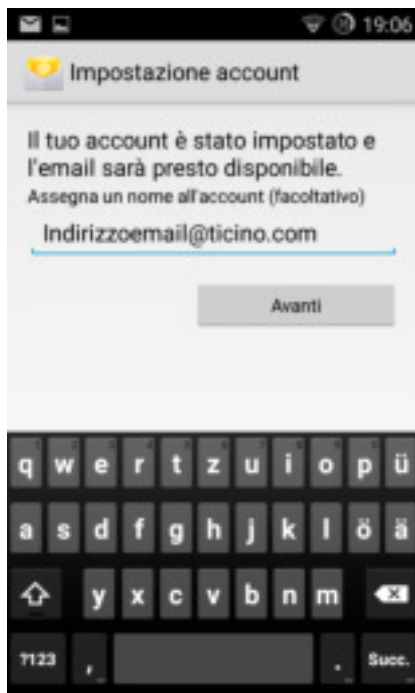 19:06
Impostazione account
Il tuo account è stato impostato e
l'email sarà presto disponibile.
Assegna un nome all'account (facoltativo)
Indirizzoemail@ticino.com
Avanti
q w e r t z u i o p ü
a s d f g h j k l ö ä
y x c v b n m
?123 , . Succ.